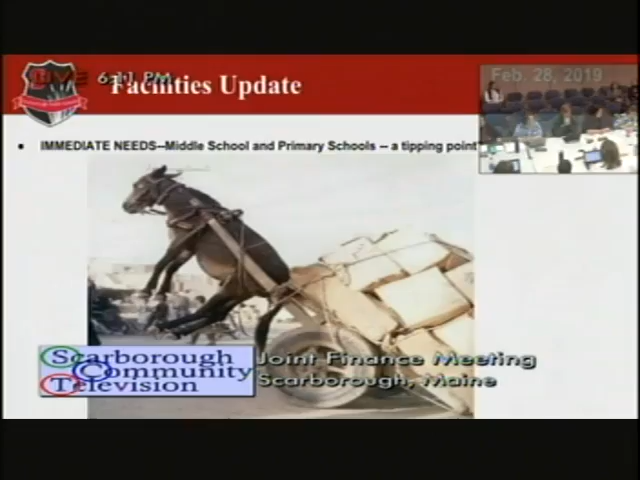 LIVE 6:11 PM
Facilities Update
Feb. 28, 2019
• IMMEDIATE NEEDS--Middle School and Primary Schools -- a tipping point
Scarborough
Community
Television
Joint Finance Meeting
Scarborough, Maine